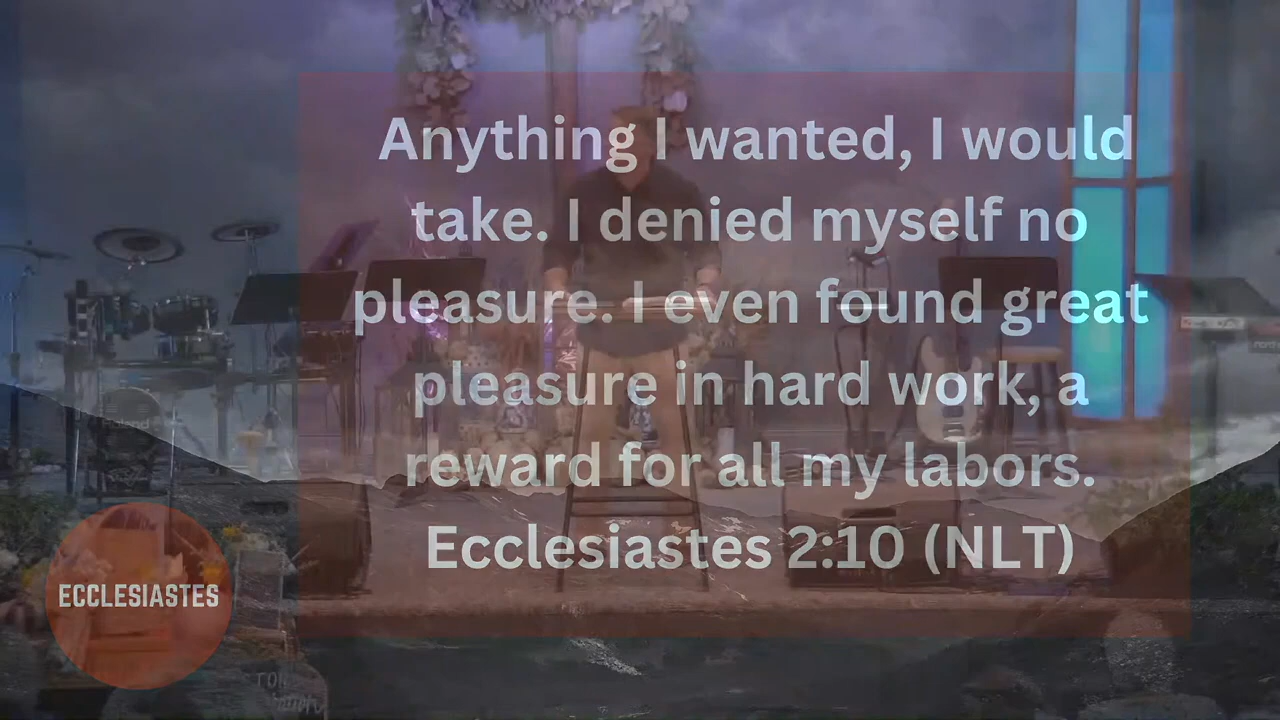 Anything I wanted, I would
take. I denied myself no
pleasure. I even found great
pleasure in hard work, a
reward for all my labors.
Ecclesiastes 2:10 (NLT)
ECCLESIASTES